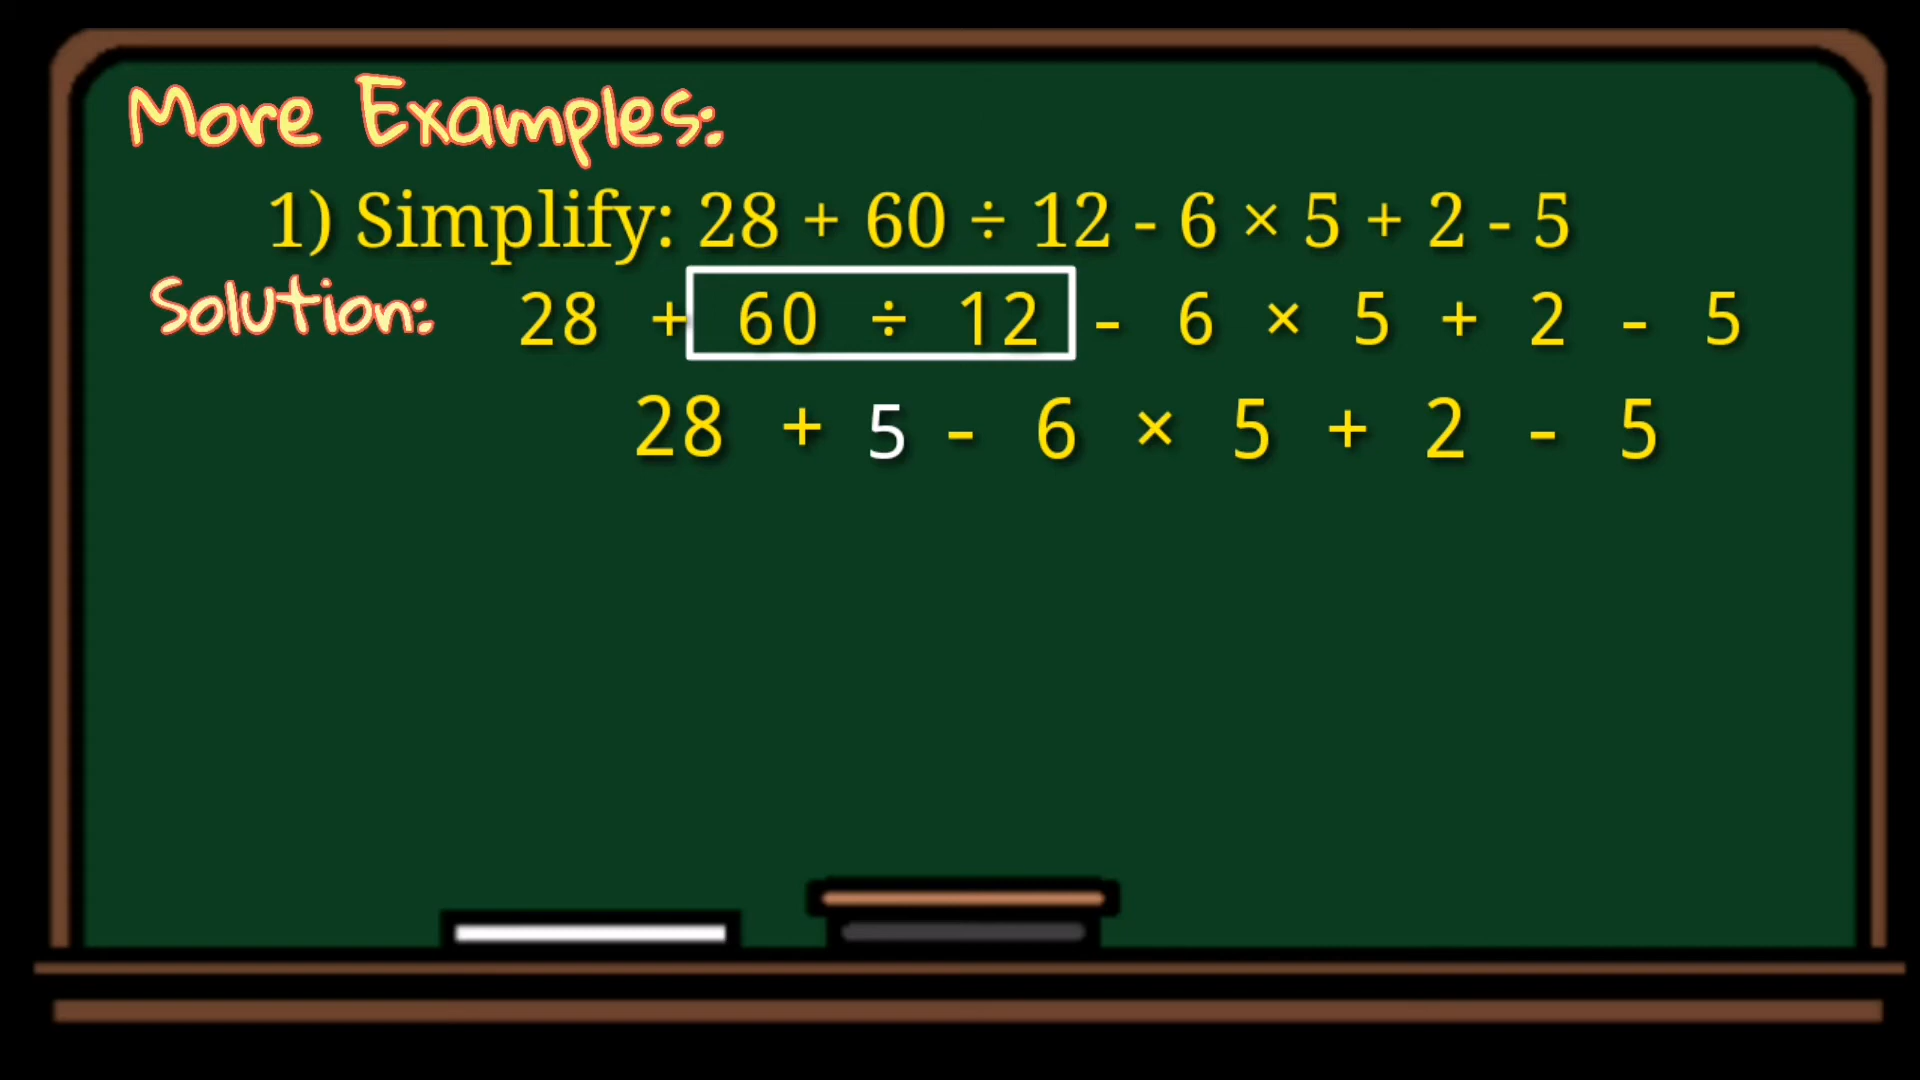 More Examples:
1) Simplify: 28 + 60 ÷ 12 - 6 × 5 + 2 - 5
Solution: 28 + 60 ÷ 12 - 6 × 5 + 2 - 5
28 + 5 - 6 × 5 + 2 - 5